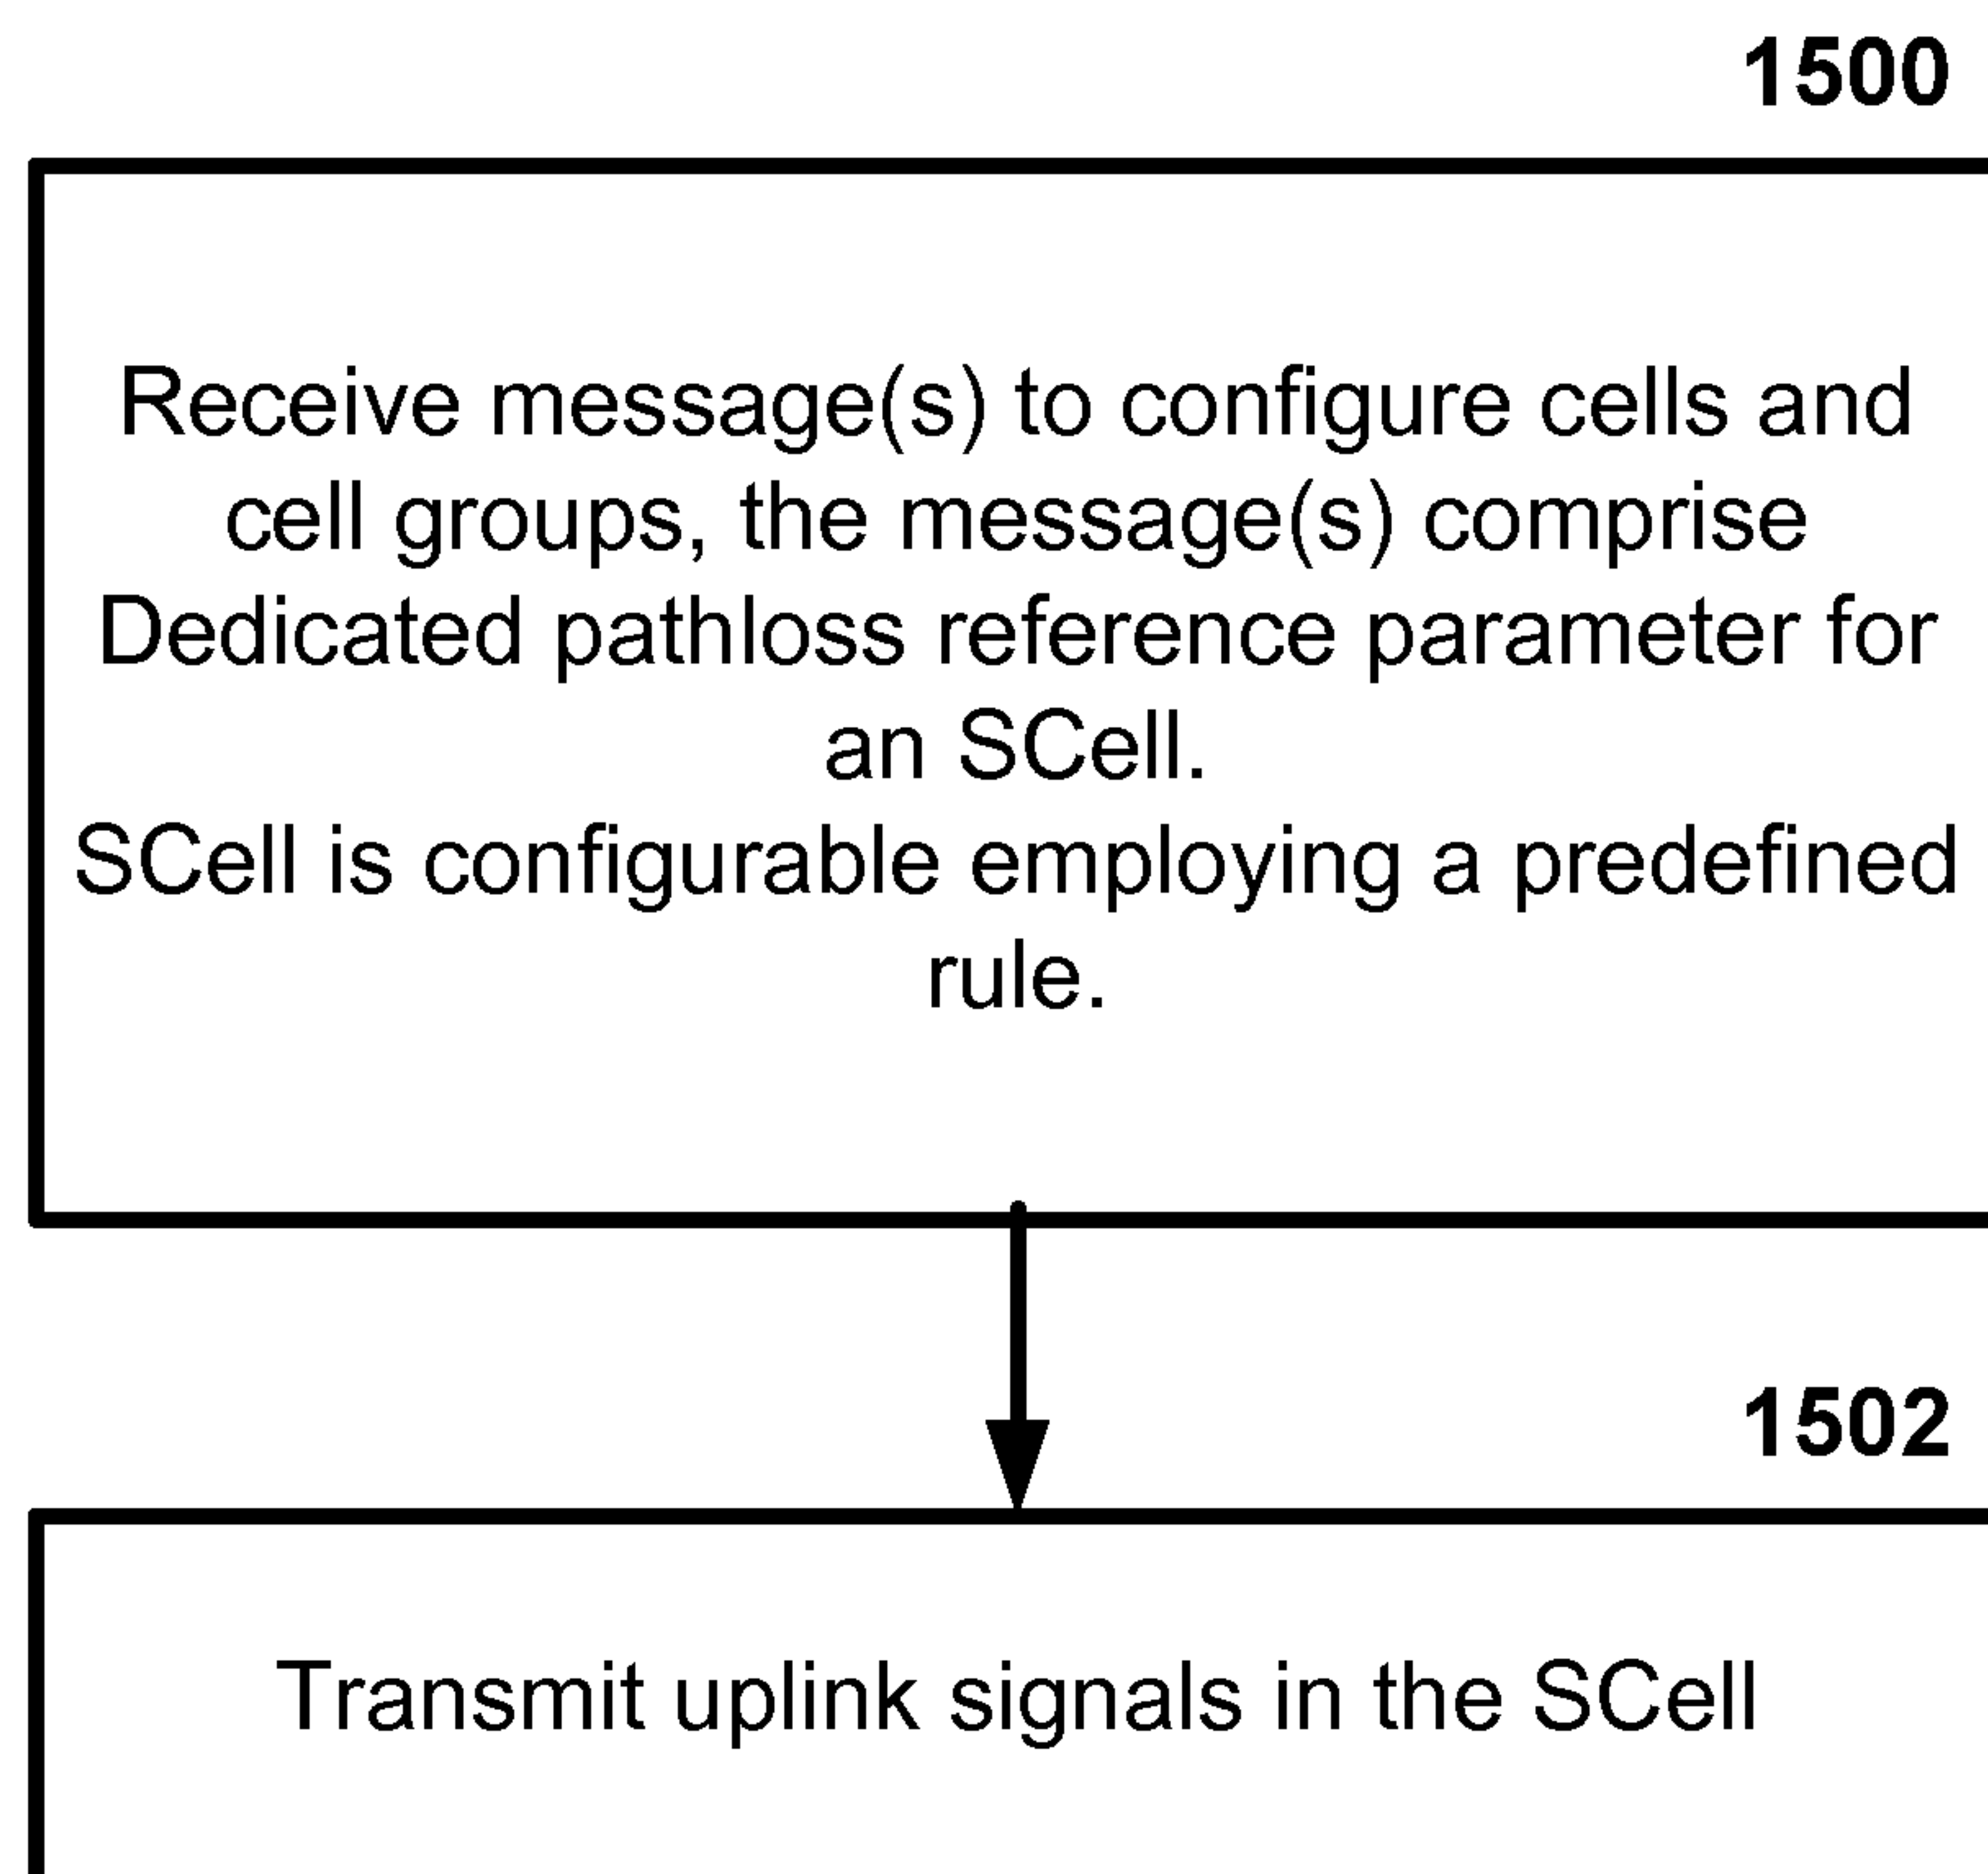 1500
Receive message(s) to configure cells and
cell groups, the message(s) comprise
Dedicated pathloss reference parameter for
an SCell.
SCell is configurable employing a predefined
rule.
1502
Transmit uplink signals in the SCell